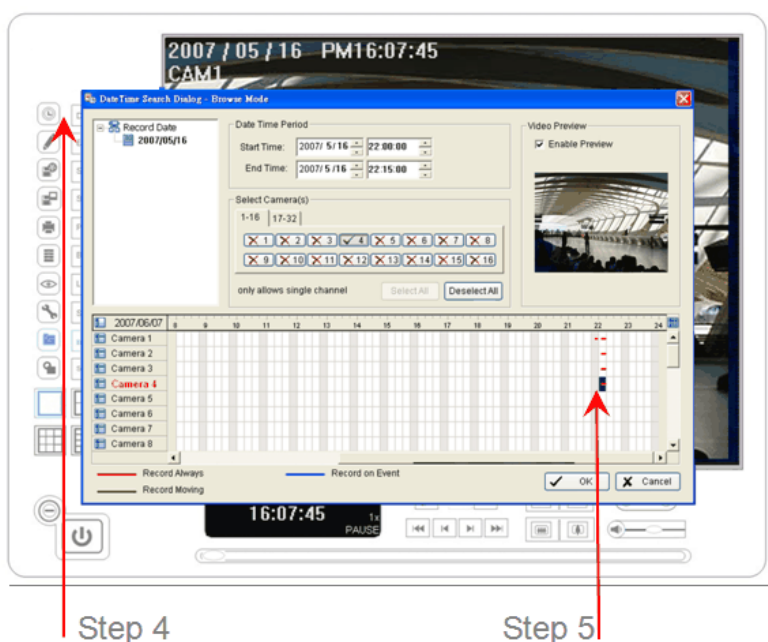 2007 / 05 / 16 PM16:07:45
CAM1
DateTime Search Dialog - Browse Mode
Record Date
2007/05/16
Date Time Period
Start Time: 2007/ 5/16 22:00:00
End Time: 2007/ 5 /16 22:15:00
Select Camera(s)
1-16 17-32
1 2 3 4 5 6 7 8
9 10 11 12 13 14 15 16
only allows single channel Select All Deselect All
Video Preview
Enable Preview
2007/06/07 8 9 10 11 12 13 14 15 16 17 18 19 20 21 22 23 24
Camera 1
Camera 2
Camera 3
Camera 4
Camera 5
Camera 6
Camera 7
Camera 8
Record Always Record on Event
Record Moving
OK Cancel
16:07:45 1x
PAUSE
Step 4 Step 5